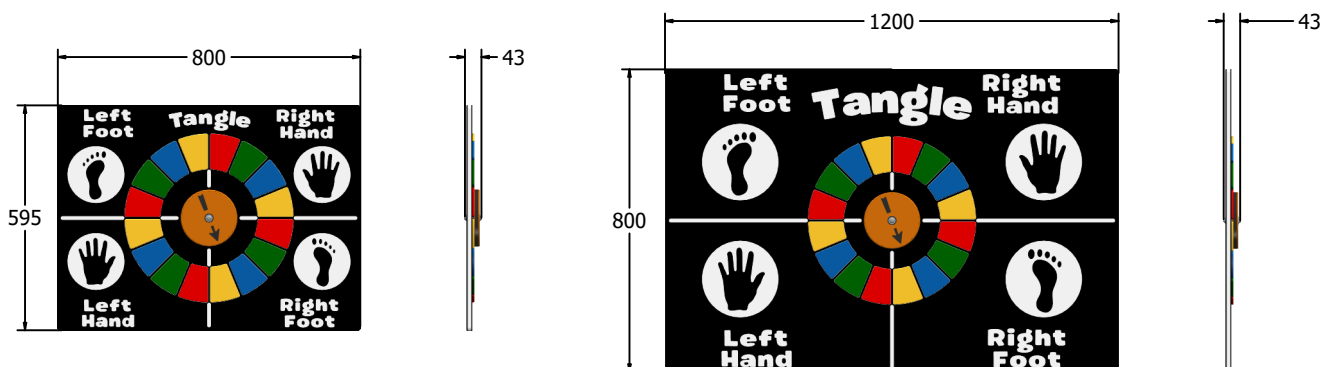 800
43
595
Left
Foot
Tangle
Right
Hand
Left
Hand
Right
Foot
1200
43
800
Left
Foot
Tangle
Right
Hand
Left
Hand
Right
Foot